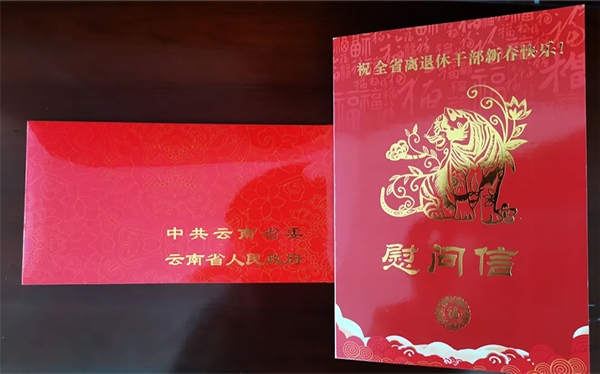 中共云南省委
云南省人民政府
祝全省离退休干部新春快乐!
慰问信
福